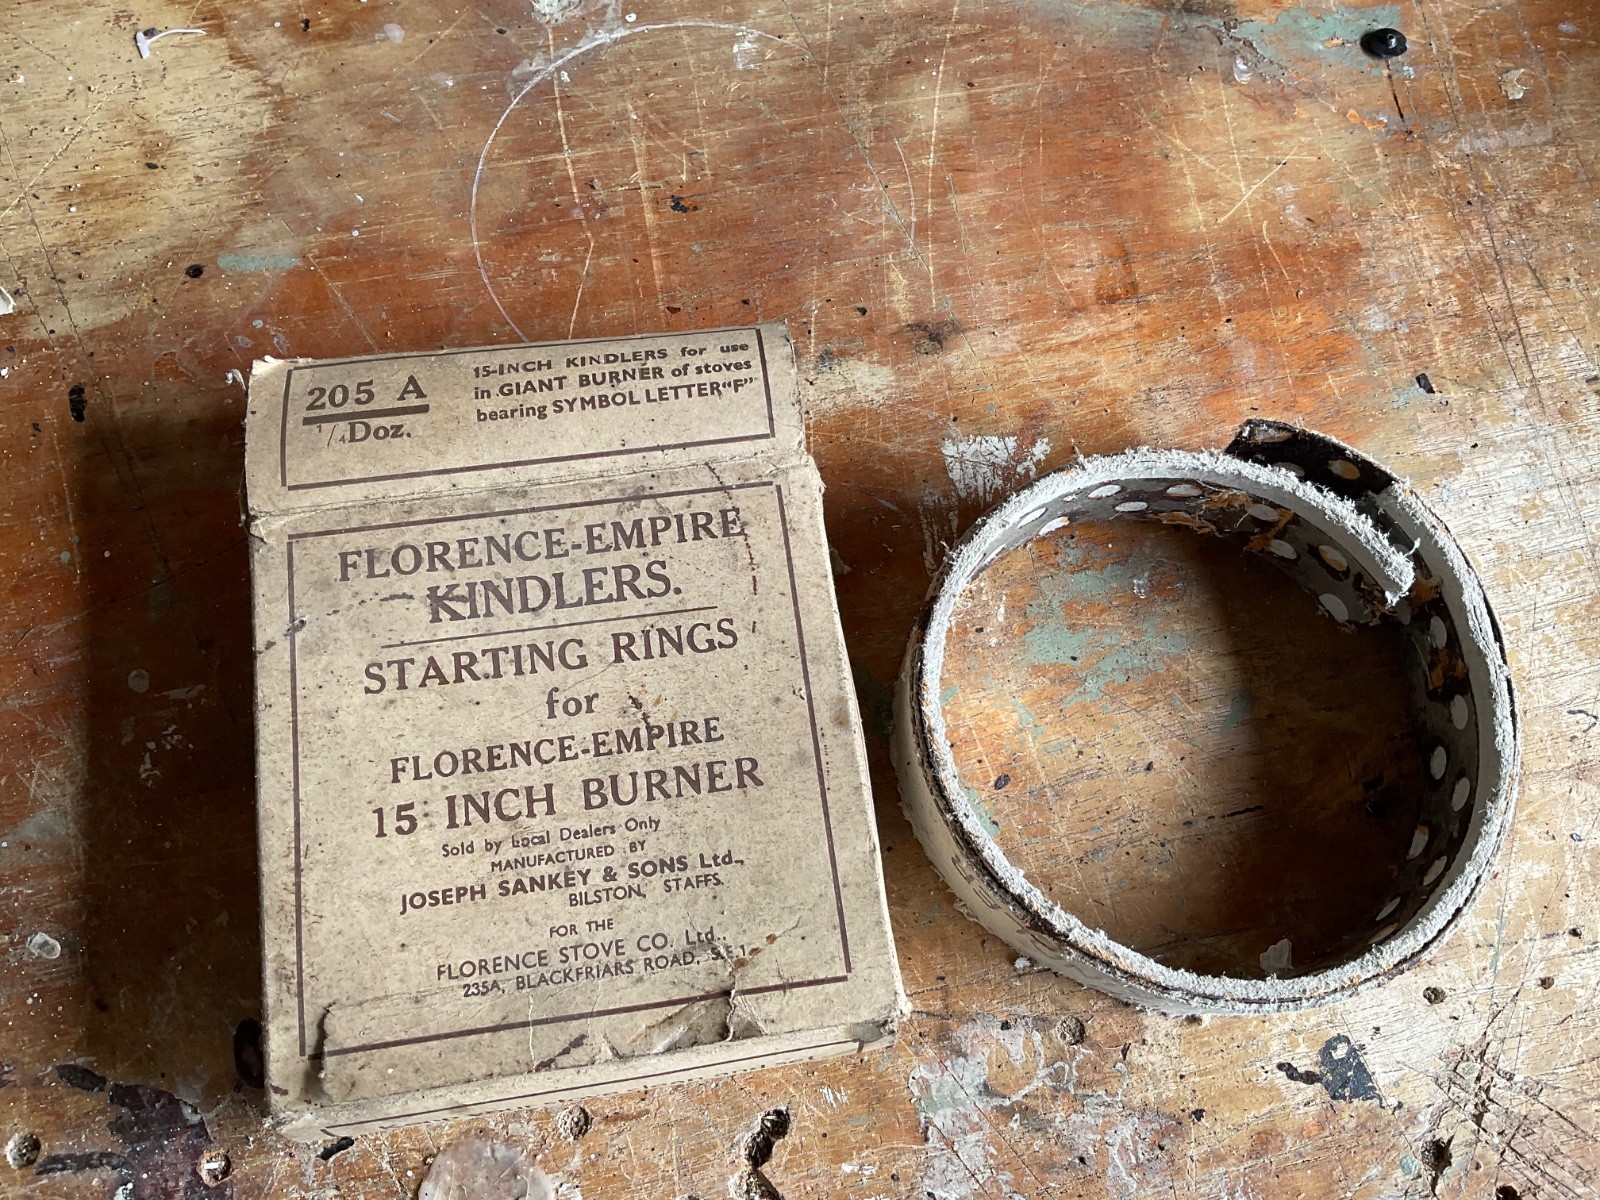 205 A
1/4 Doz.
15-INCH KINDLERS for use
in GIANT BURNER of stoves
bearing SYMBOL LETTER "F"
FLORENCE-EMPIRE
KINDLERS.
STARTING RINGS
for
FLORENCE-EMPIRE
15 INCH BURNER
Sold by Local Dealers Only
MANUFACTURED BY
JOSEPH SANKEY & SONS Ltd.,
BILSTON, STAFFS.
FOR THE
FLORENCE STOVE CO. Ltd.,
235A, BLACKFRIARS ROAD, S.E.1